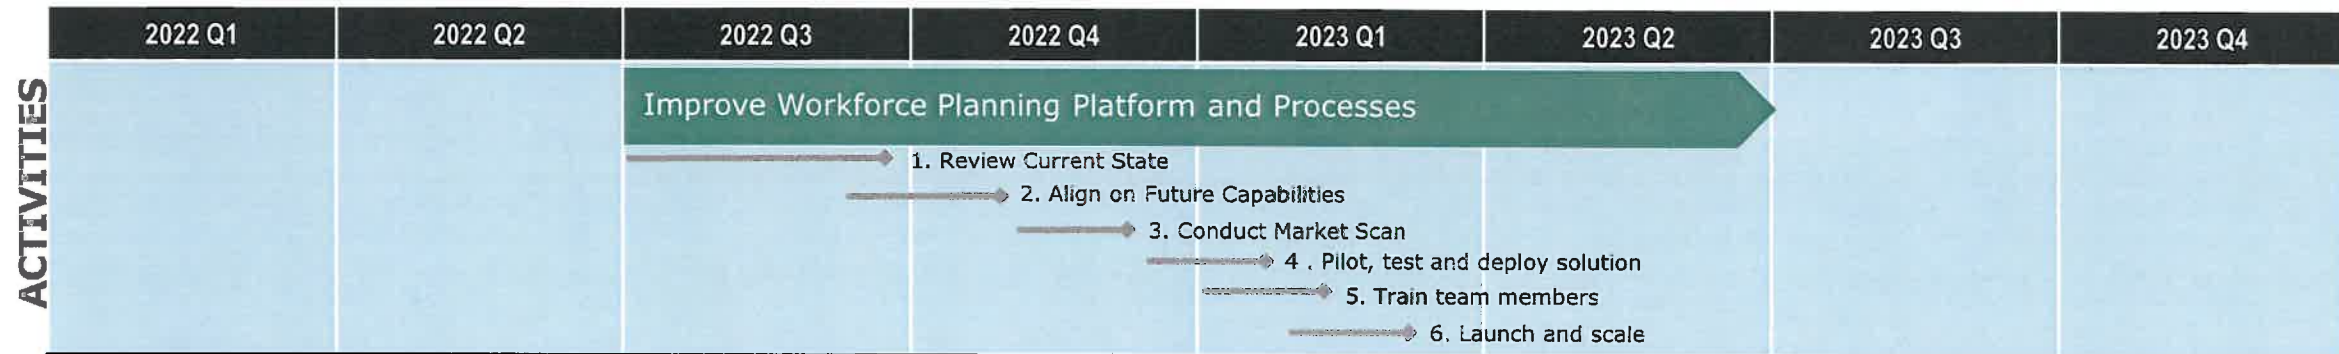 2022 Q1 2022 Q2 2022 Q3 2022 Q4 2023 Q1 2023 Q2 2023 Q3 2023 Q4
ACTIVITIES
Improve Workforce Planning Platform and Processes
1. Review Current State
2. Align on Future Capabilities
3. Conduct Market Scan
4 . Pilot, test and deploy solution
5. Train team members
6. Launch and scale